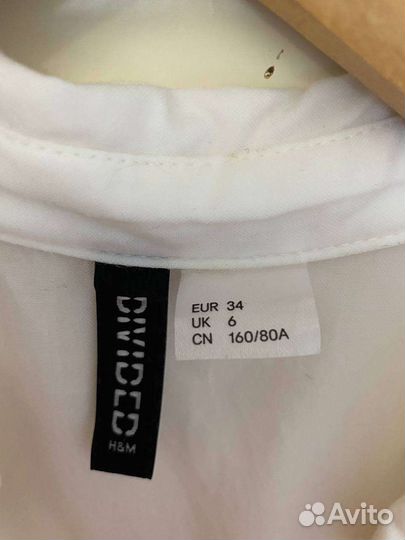 DIVIDED
H&M
EUR 34
UK 6
CN 160/80A
Avito